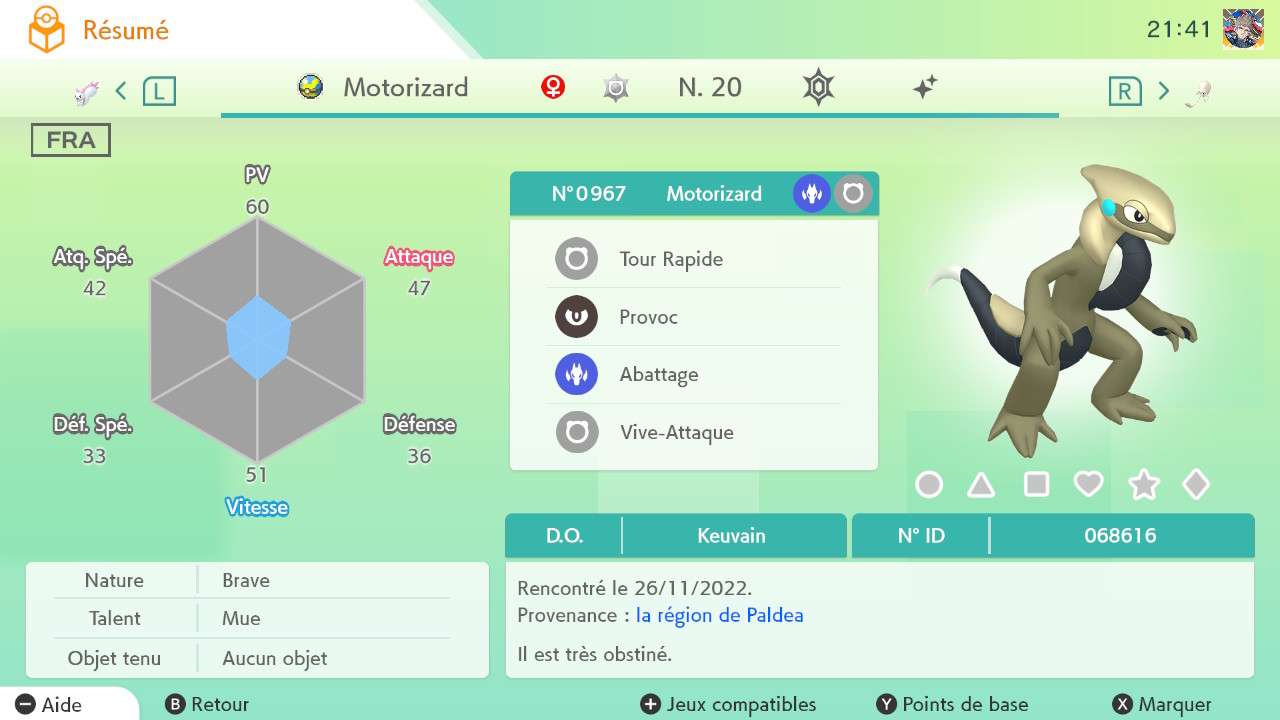 Résumé
21:41
L
Motorizard
N. 20
R
FRA
PV
60
Atq. Spé.
42
Attaque
47
Déf. Spé.
33
Défense
36
51
Vitesse
N°0967 Motorizard
Tour Rapide
Provoc
Abattage
Vive-Attaque
D.O. Keuvain
N° ID 068616
Nature Brave
Talent Mue
Objet tenu Aucun objet
Rencontré le 26/11/2022.
Provenance : la région de Paldea
Il est très obstiné.
Aide
B Retour
Jeux compatibles
Y Points de base
X Marquer